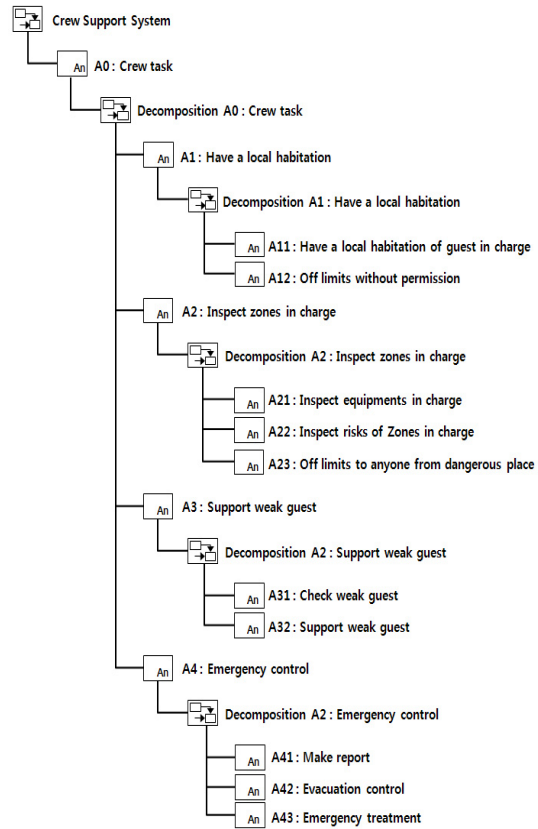 Crew Support System
An A0 : Crew task
Decomposition A0 : Crew task
An A1 : Have a local habitation
Decomposition A1 : Have a local habitation
An A11 : Have a local habitation of guest in charge
An A12 : Off limits without permission
An A2 : Inspect zones in charge
Decomposition A2 : Inspect zones in charge
An A21 : Inspect equipments in charge
An A22 : Inspect risks of Zones in charge
An A23 : Off limits to anyone from dangerous place
An A3 : Support weak guest
Decomposition A2 : Support weak guest
An A31 : Check weak guest
An A32 : Support weak guest
An A4 : Emergency control
Decomposition A2 : Emergency control
An A41 : Make report
An A42 : Evacuation control
An A43 : Emergency treatment